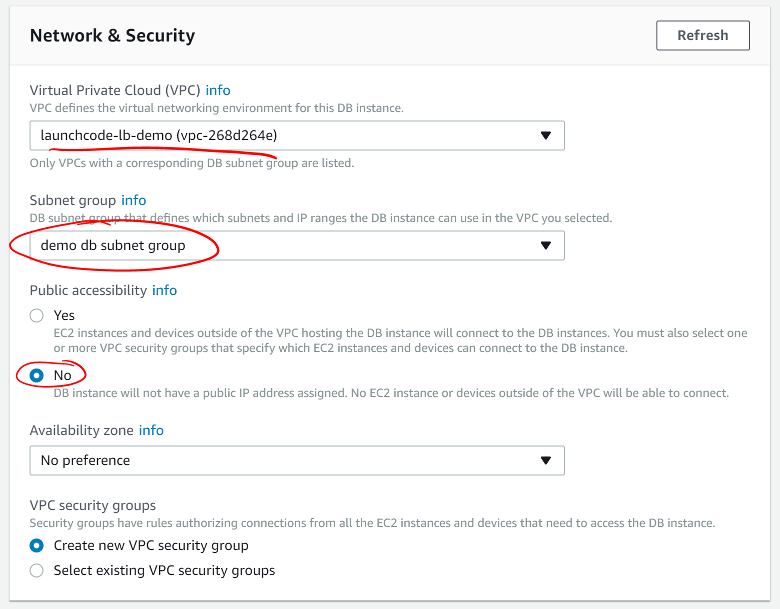 Network & Security
Refresh
Virtual Private Cloud (VPC) info
VPC defines the virtual networking environment for this DB instance.
launchcode-lb-demo (vpc-268d264e)
Only VPCs with a corresponding DB subnet group are listed.
Subnet group info
DB subnet group that defines which subnets and IP ranges the DB instance can use in the VPC you selected.
demo db subnet group
Public accessibility info
Yes
EC2 instances and devices outside of the VPC hosting the DB instance will connect to the DB instances. You must also select one
or more VPC security groups that specify which EC2 instances and devices can connect to the DB instance.
No
DB instance will not have a public IP address assigned. No EC2 instance or devices outside of the VPC will be able to connect.
Availability zone info
No preference
VPC security groups
Security groups have rules authorizing connections from all the EC2 instances and devices that need to access the DB instance.
Create new VPC security group
Select existing VPC security groups